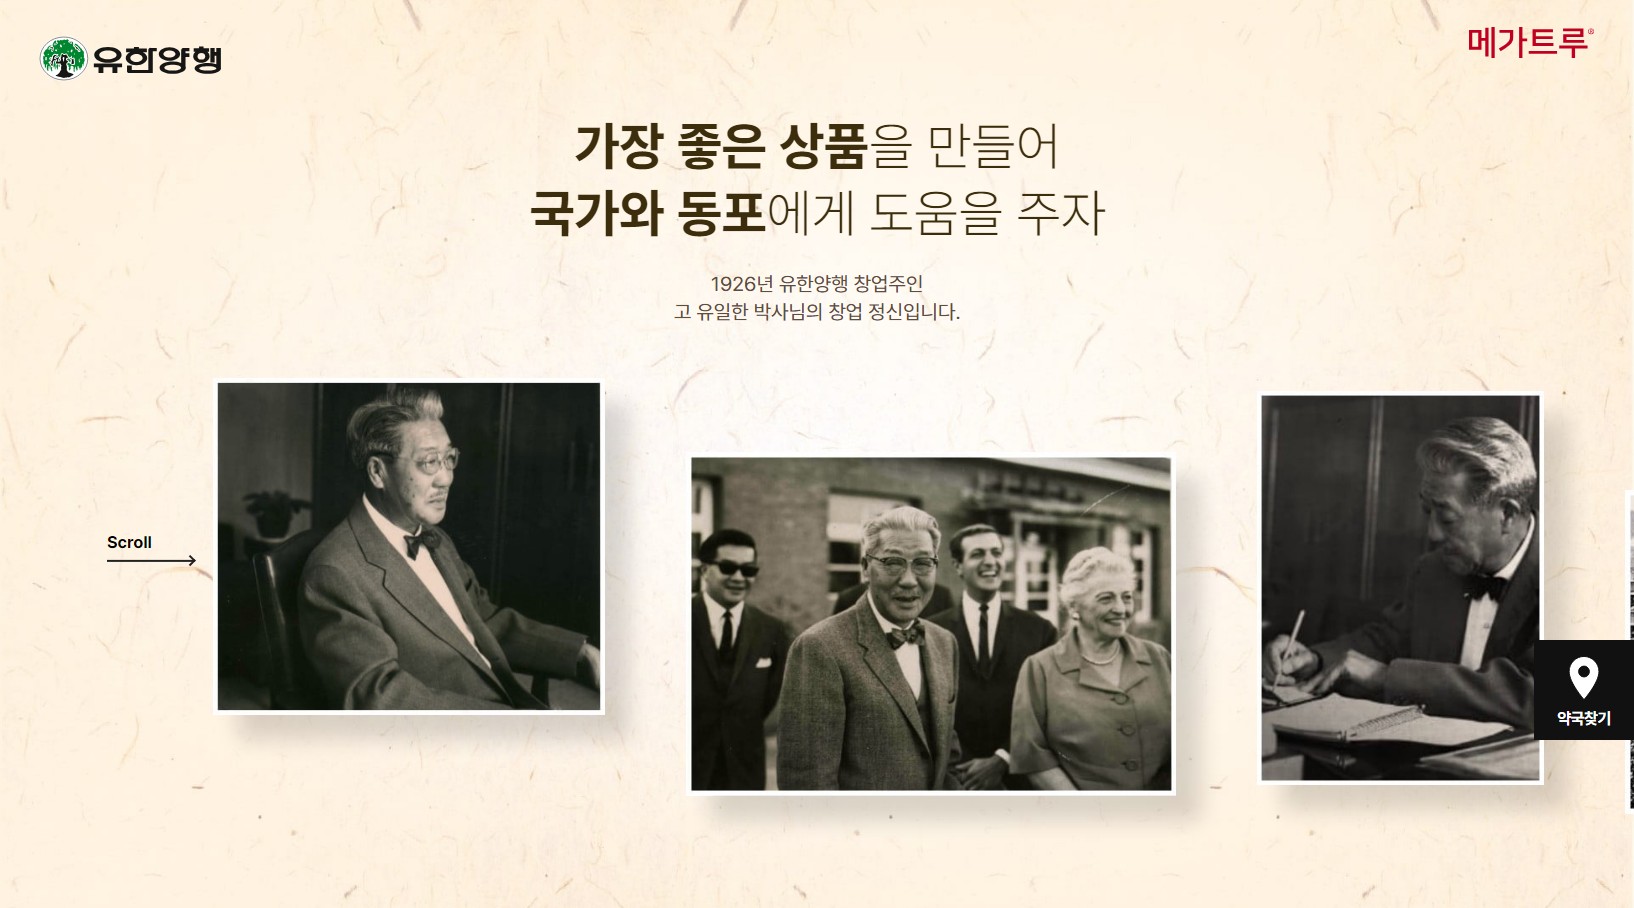 유한양행
메가트루®
가장 좋은 상품을 만들어
국가와 동포에게 도움을 주자
1926년 유한양행 창업주인
고 유일한 박사님의 창업 정신입니다.
Scroll
약국찾기